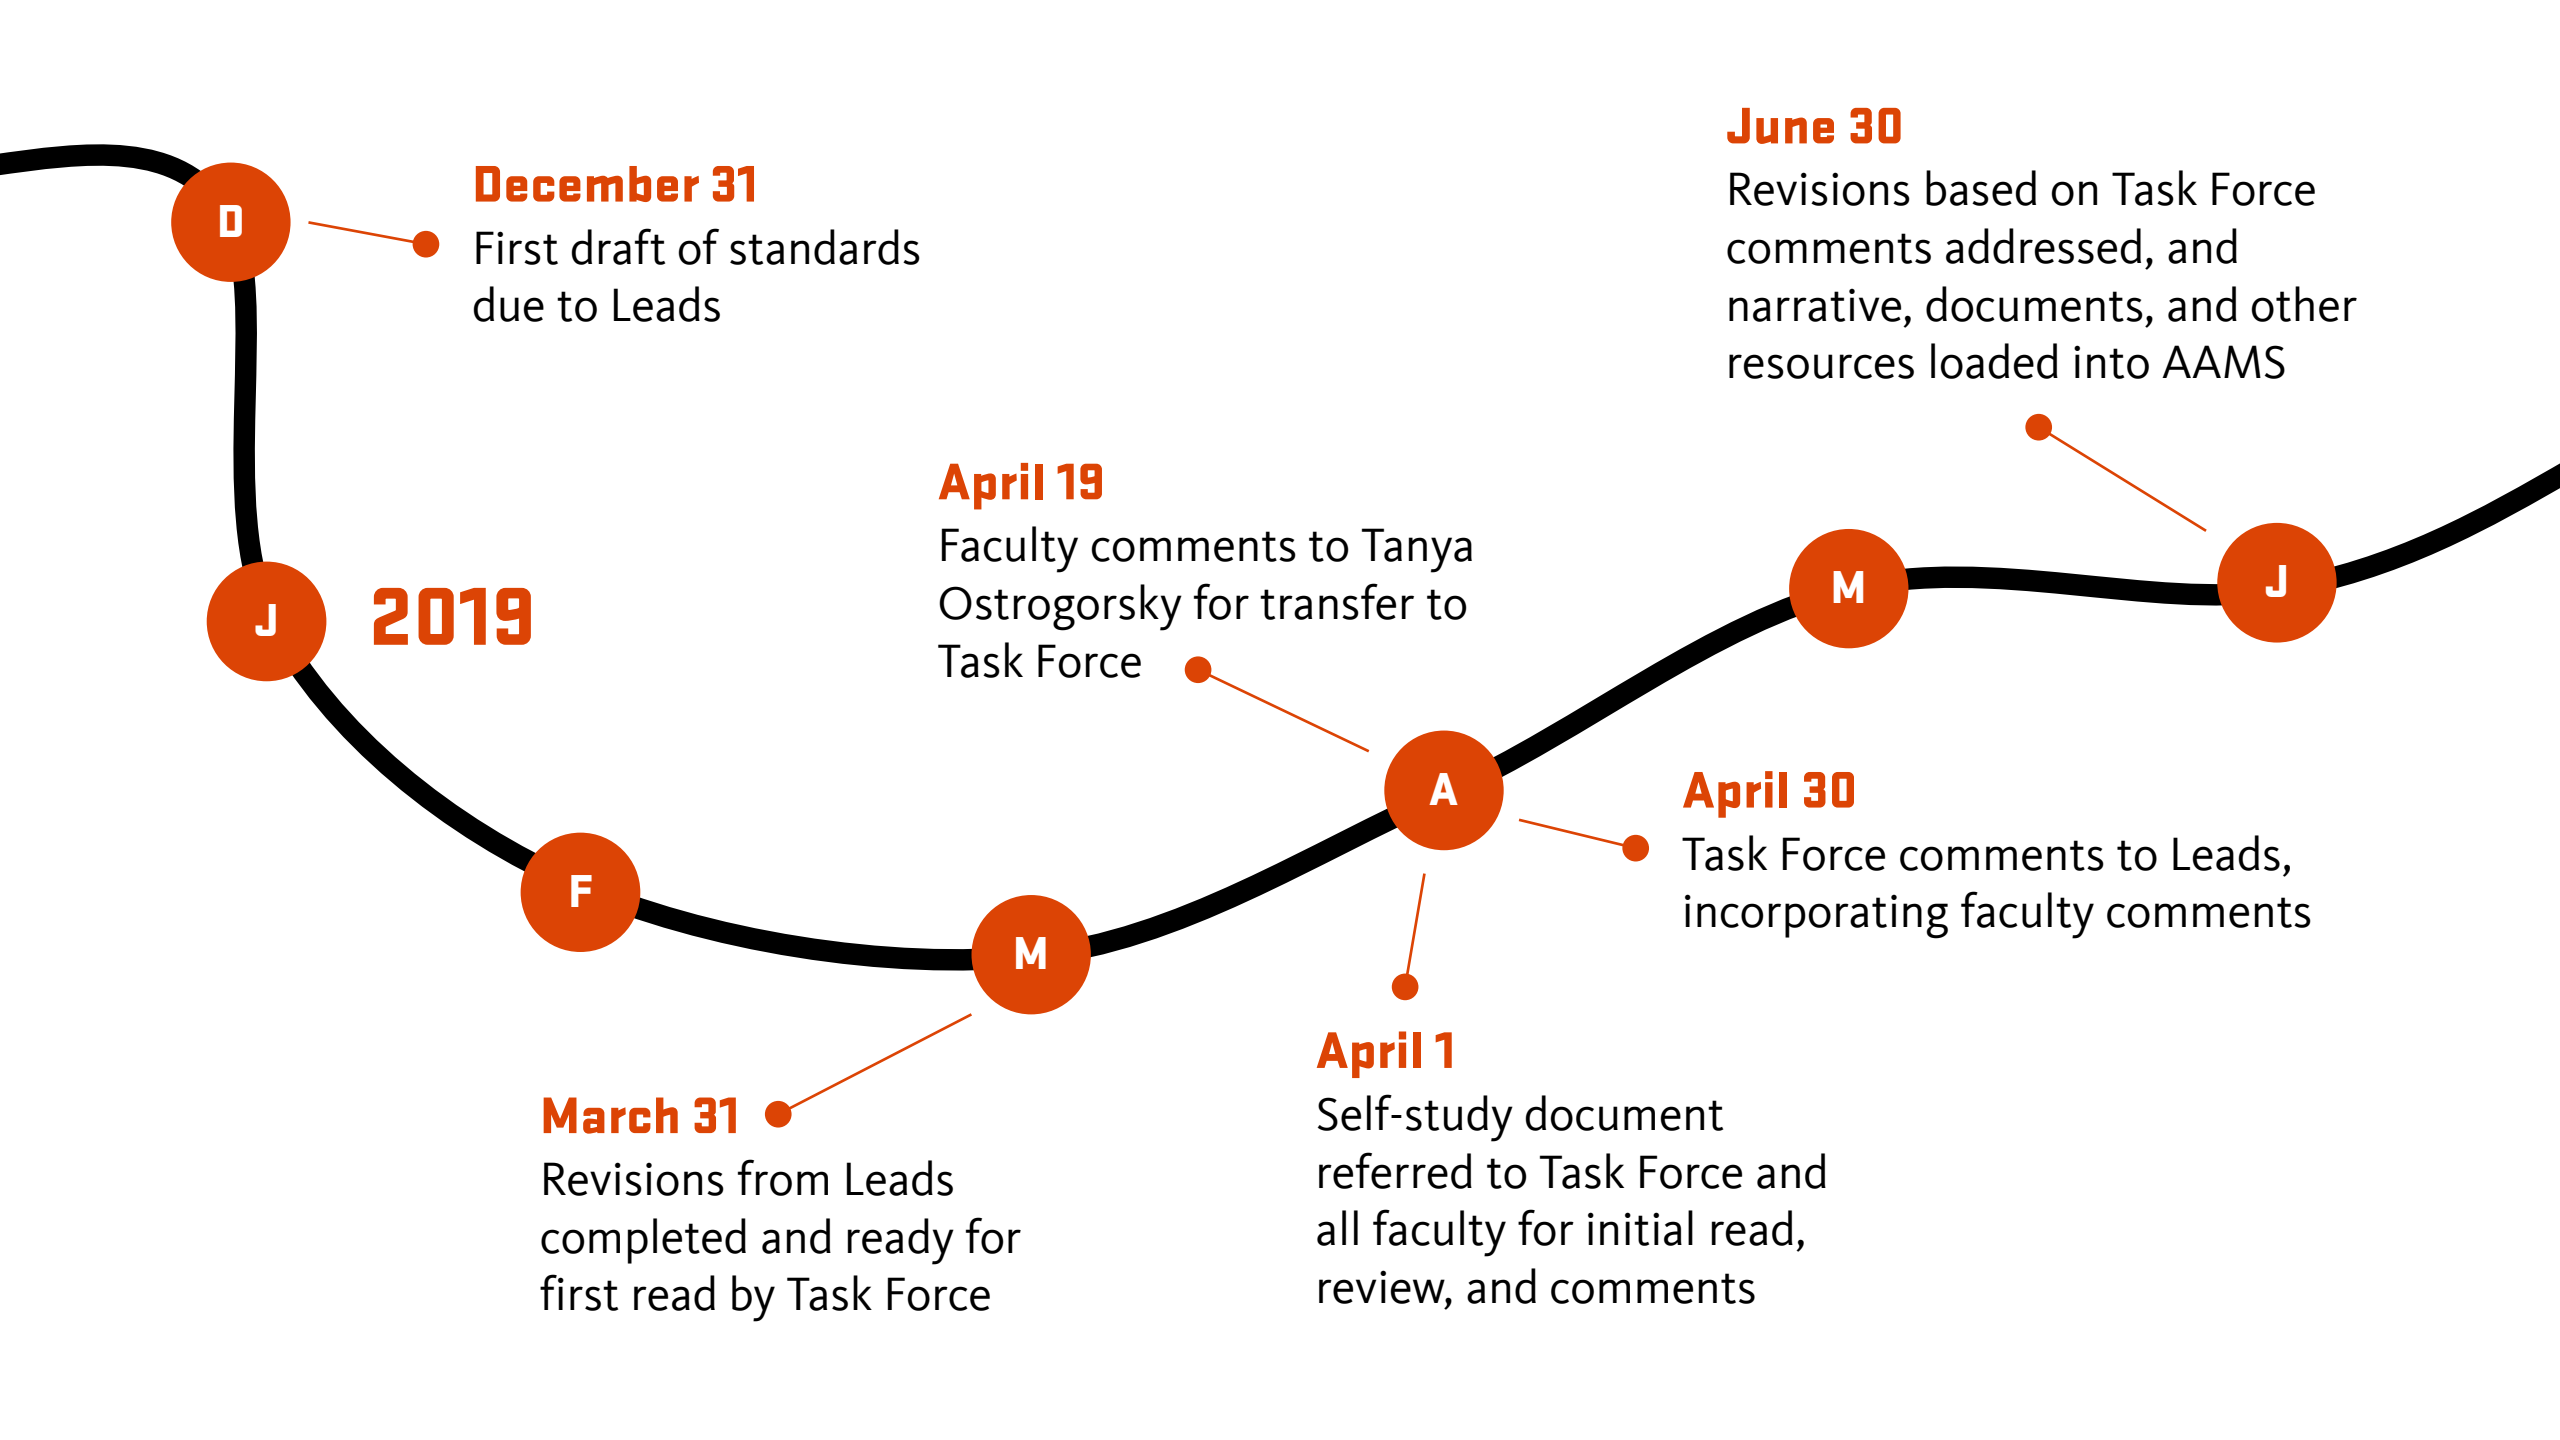 D
December 31
First draft of standards
due to Leads
J
2019
F
M
March 31
Revisions from Leads
completed and ready for
first read by Task Force
A
April 1
Self-study document
referred to Task Force and
all faculty for initial read,
review, and comments
April 19
Faculty comments to Tanya
Ostrogorsky for transfer to
Task Force
April 30
Task Force comments to Leads,
incorporating faculty comments
M
J
June 30
Revisions based on Task Force
comments addressed, and
narrative, documents, and other
resources loaded into AAMS